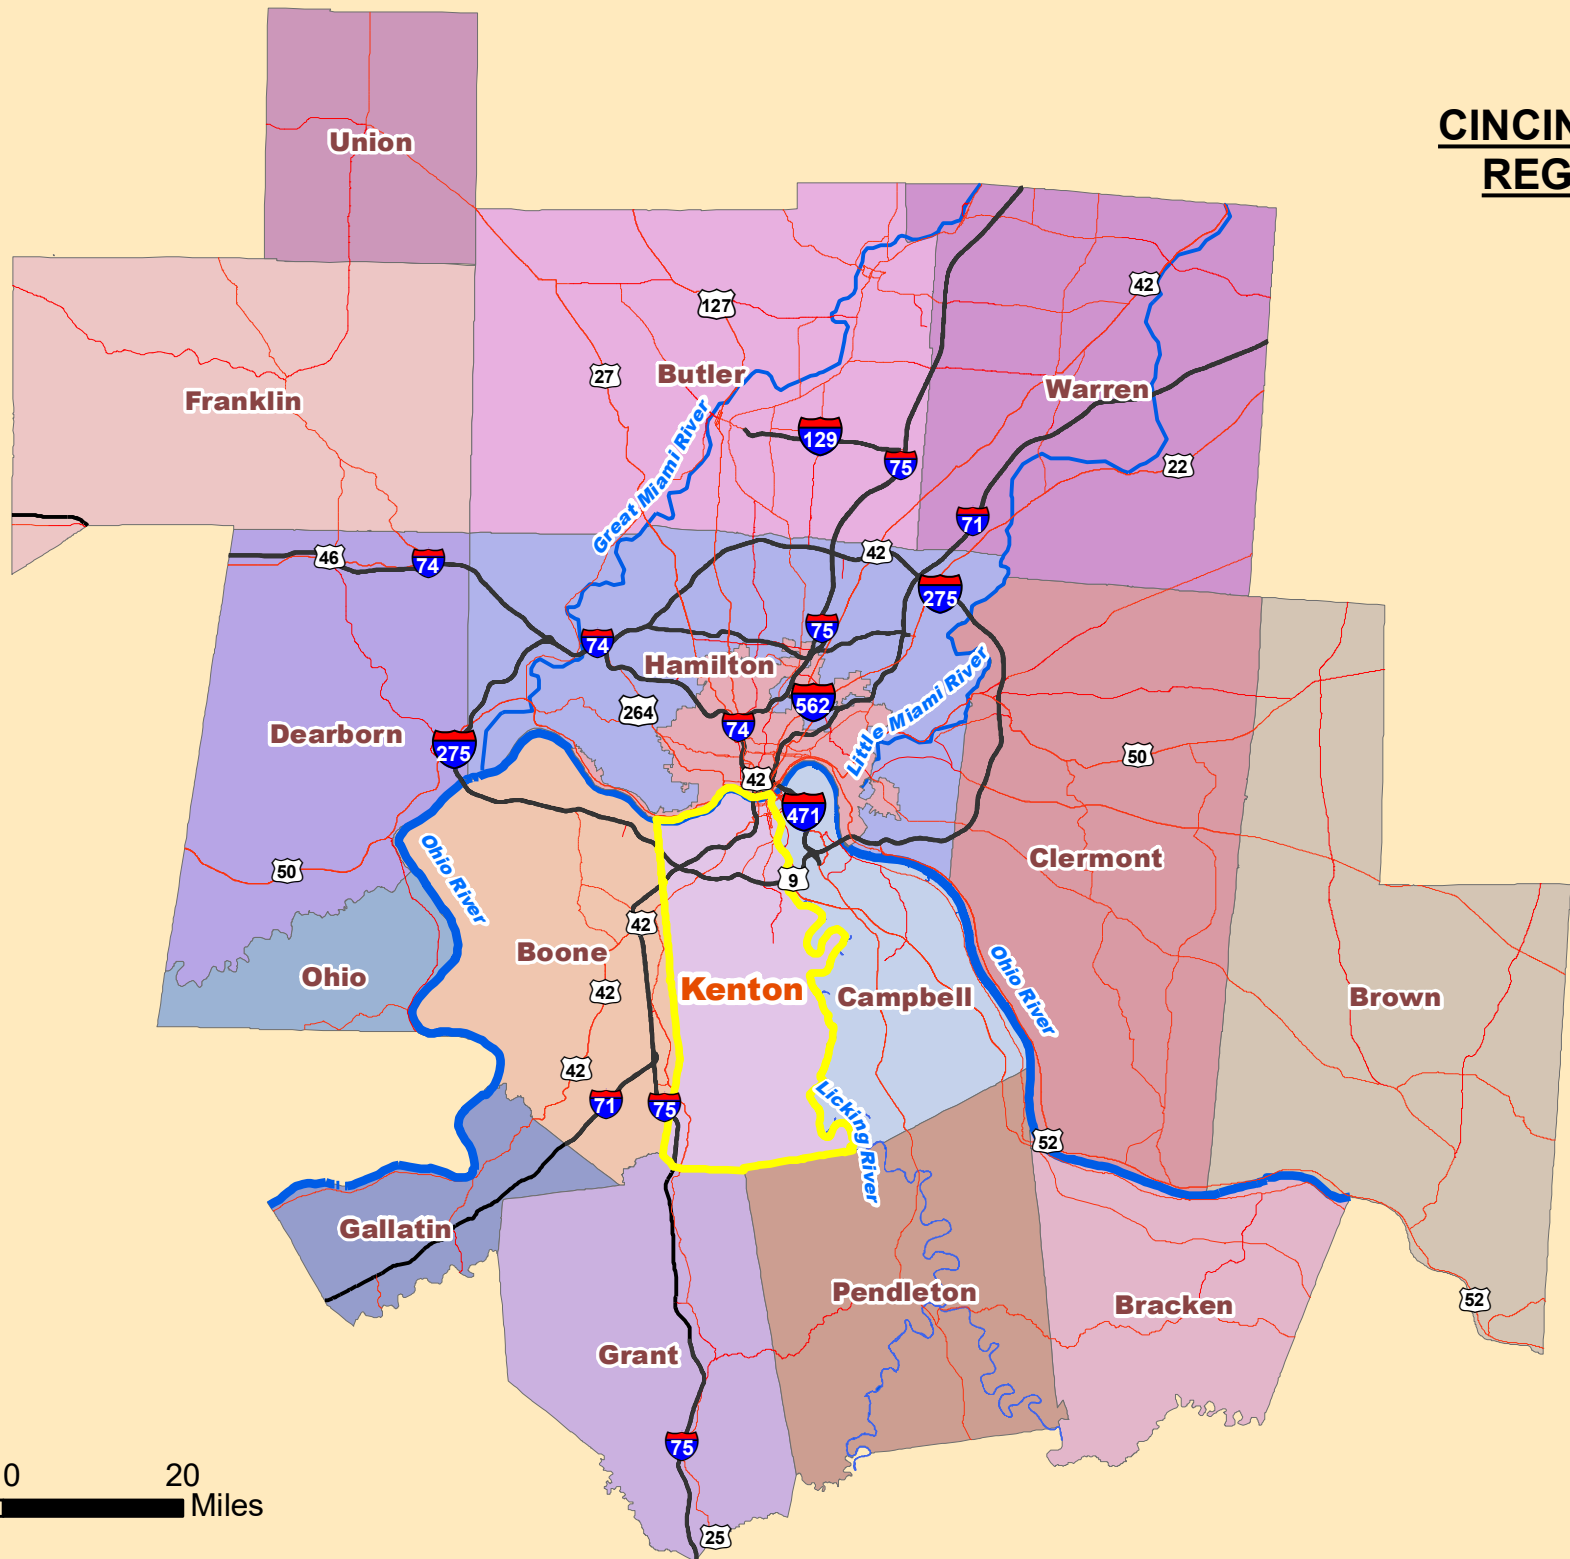 Union
CINCIN
REG
42
127
27
Butler
Warren
Franklin
129
75
22
Great Miami River
71
46
74
42
275
75
74
Hamilton
562
264
74
Little Miami River
Dearborn
275
50
42
471
Ohio River
Clermont
50
9
42
Boone
Ohio
Kenton
Campbell
Ohio River
Brown
42
42
71
75
Licking River
52
Gallatin
Pendleton
Bracken
52
Grant
75
0 20
Miles
25